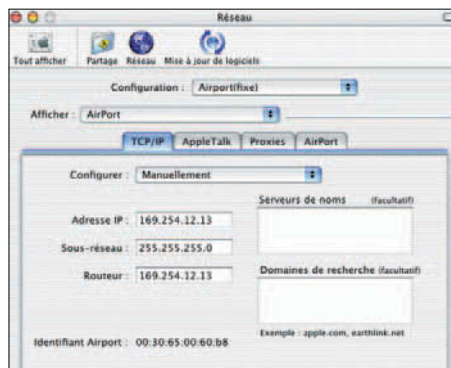 Réseau
Tout afficher Partage Réseau Mise à jour de logiciels
Configuration : Airport(fixe)
Afficher : AirPort
TCP/IP AppleTalk Proxies AirPort
Configurer : Manuellement
Serveurs de noms (facultatif)
Adresse IP : 169.254.12.13
Sous-réseau : 255.255.255.0
Routeur : 169.254.12.13
Domaines de recherche (facultatif)
Exemple : apple.com, earthlink.net
Identifiant Airport : 00:30:65:00:60:b8